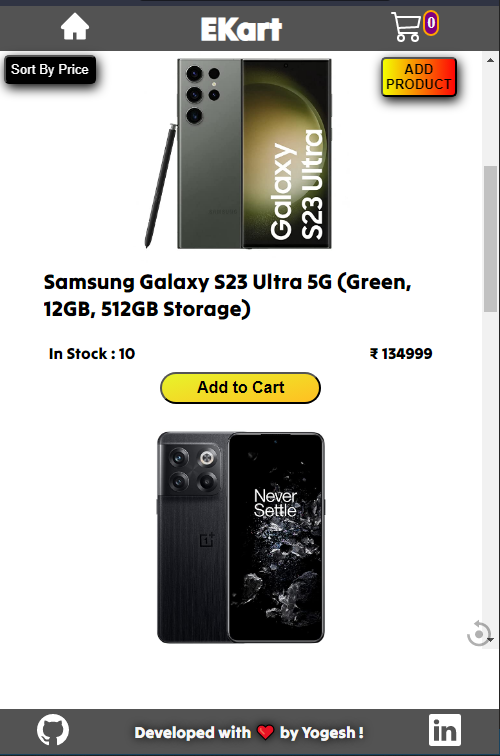 EKart
0
Sort By Price
ADD
PRODUCT
Galaxy
S23 Ultra
Samsung Galaxy S23 Ultra 5G (Green,
12GB, 512GB Storage)
In Stock : 10
₹ 134999
Add to Cart
Never
Settle
Developed with ❤️ by Yogesh !
in